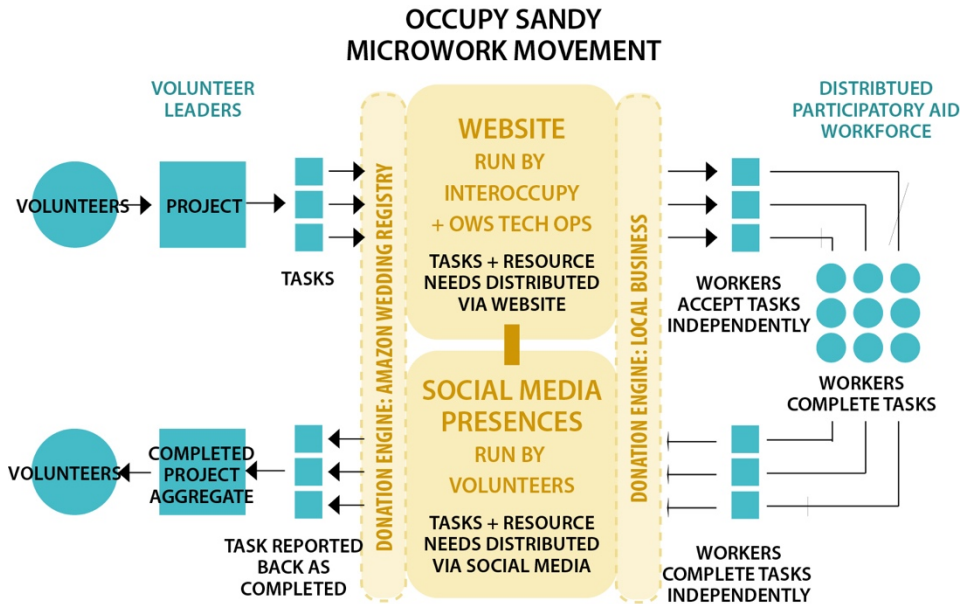 OCCUPY SANDY
MICROWORK MOVEMENT
VOLUNTEER
LEADERS
DISTRIBTUED
PARTICIPATORY AID
WORKFORCE
VOLUNTEERS
PROJECT
TASKS
DONATION ENGINE: AMAZON WEDDING REGISTRY
WEBSITE
RUN BY
INTEROCCUPY
+ OWS TECH OPS
TASKS + RESOURCE
NEEDS DISTRIBUTED
VIA WEBSITE
DONATION ENGINE: LOCAL BUSINESS
WORKERS
ACCEPT TASKS
INDEPENDENTLY
WORKERS
COMPLETE TASKS
SOCIAL MEDIA
PRESENCES
RUN BY
VOLUNTEERS
TASKS + RESOURCE
NEEDS DISTRIBUTED
VIA SOCIAL MEDIA
VOLUNTEERS
COMPLETED
PROJECT
AGGREGATE
TASK REPORTED
BACK AS
COMPLETED
WORKERS
COMPLETE TASKS
INDEPENDENTLY